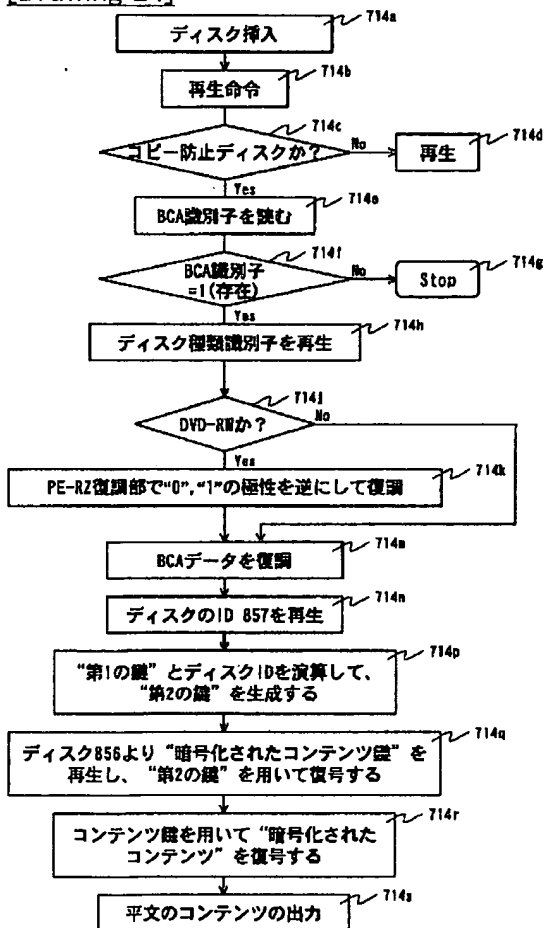 [Drawing 24]
ディスク挿入
714a
再生命令
714b
コピー防止ディスクか?
714c
No
再生
714d
Yes
BCA識別子を読む
714e
BCA識別子
=1(存在)
714f
No
Stop
714g
Yes
ディスク種類識別子を再生
714h
DVD-RWか?
714j
No
Yes
PE-RZ復調部で“0”,“1”の極性を逆にして復調
714k
BCAデータを復調
714m
ディスクのID 857を再生
714n
“第1の鍵”とディスクIDを演算して、
“第2の鍵”を生成する
714p
ディスク856より“暗号化されたコンテンツ鍵”を
再生し、“第2の鍵”を用いて復号する
714q
コンテンツ鍵を用いて“暗号化された
コンテンツ”を復号する
714r
平文のコンテンツの出力
714s